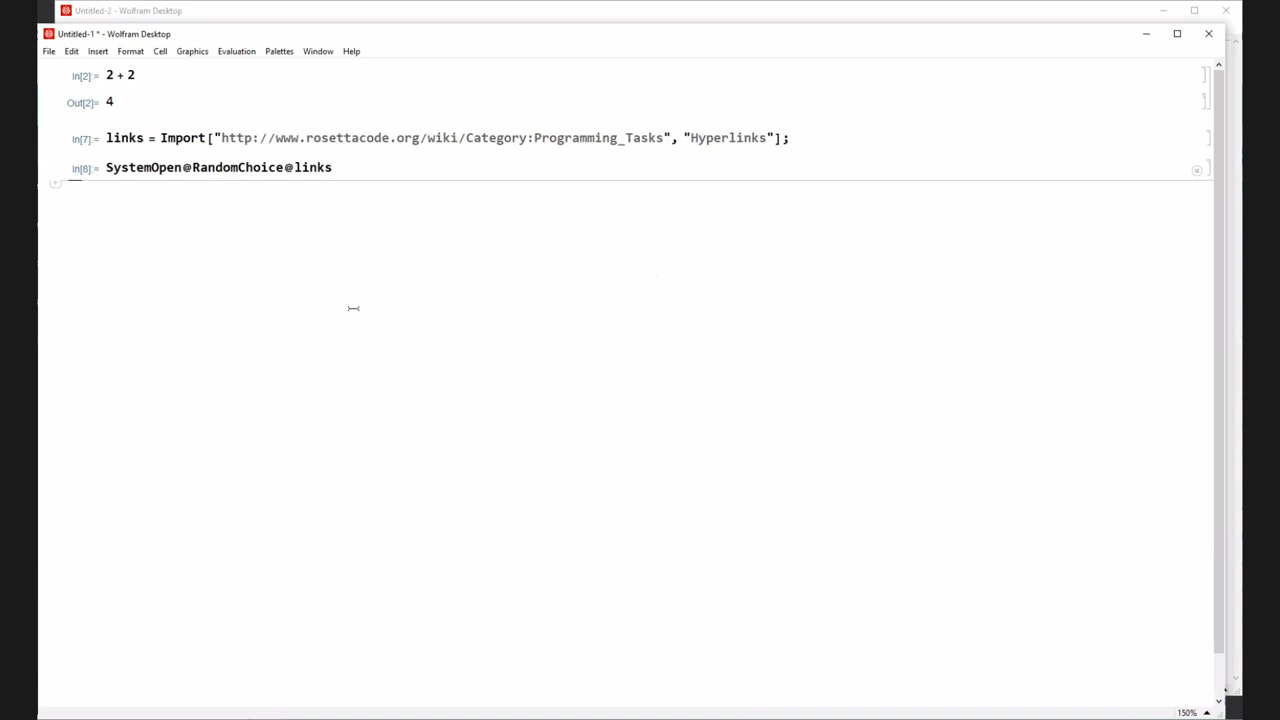 Untitled-2 - Wolfram Desktop
Untitled-1 * - Wolfram Desktop
File Edit Insert Format Cell Graphics Evaluation Palettes Window Help
In[2]:= 2 + 2
Out[2]= 4
In[7]:= links = Import["http://www.rosettacode.org/wiki/Category:Programming_Tasks", "Hyperlinks"];
In[8]:= SystemOpen@RandomChoice@links
150%